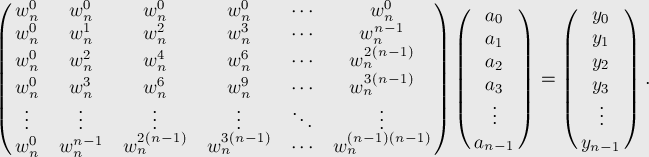 $$\begin{pmatrix} w_n^0 & w_n^0 & w_n^0 & w_n^0 & \cdots & w_n^0 \\ w_n^0 & w_n^1 & w_n^2 & w_n^3 & \cdots & w_n^{n-1} \\ w_n^0 & w_n^2 & w_n^4 & w_n^6 & \cdots & w_n^{2(n-1)} \\ w_n^0 & w_n^3 & w_n^6 & w_n^9 & \cdots & w_n^{3(n-1)} \\ \vdots & \vdots & \vdots & \vdots & \ddots & \vdots \\ w_n^0 & w_n^{n-1} & w_n^{2(n-1)} & w_n^{3(n-1)} & \cdots & w_n^{(n-1)(n-1)} \end{pmatrix} \begin{pmatrix} a_0 \\ a_1 \\ a_2 \\ a_3 \\ \vdots \\ a_{n-1} \end{pmatrix} = \begin{pmatrix} y_0 \\ y_1 \\ y_2 \\ y_3 \\ \vdots \\ y_{n-1} \end{pmatrix}.$$